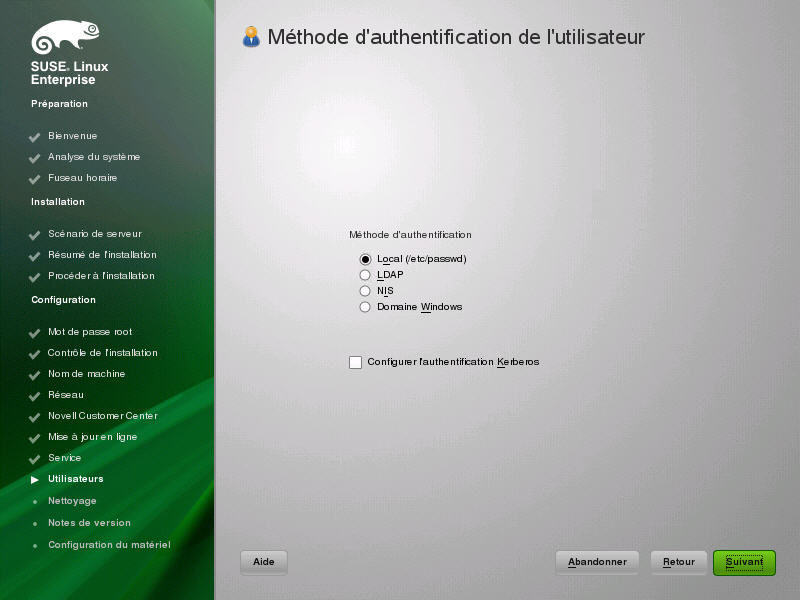 SUSE® Linux
Enterprise
Préparation
Bienvenue
Analyse du système
Fuseau horaire
Installation
Scénario de serveur
Résumé de l'installation
Procéder à l'installation
Configuration
Mot de passe root
Contrôle de l'installation
Nom de machine
Réseau
Novell Customer Center
Mise à jour en ligne
Service
Utilisateurs
Nettoyage
Notes de version
Configuration du matériel
Méthode d'authentification de l'utilisateur
Méthode d'authentification
Local (/etc/passwd)
LDAP
NIS
Domaine Windows
Configurer l'authentification Kerberos
Aide
Abandonner
Retour
Suivant